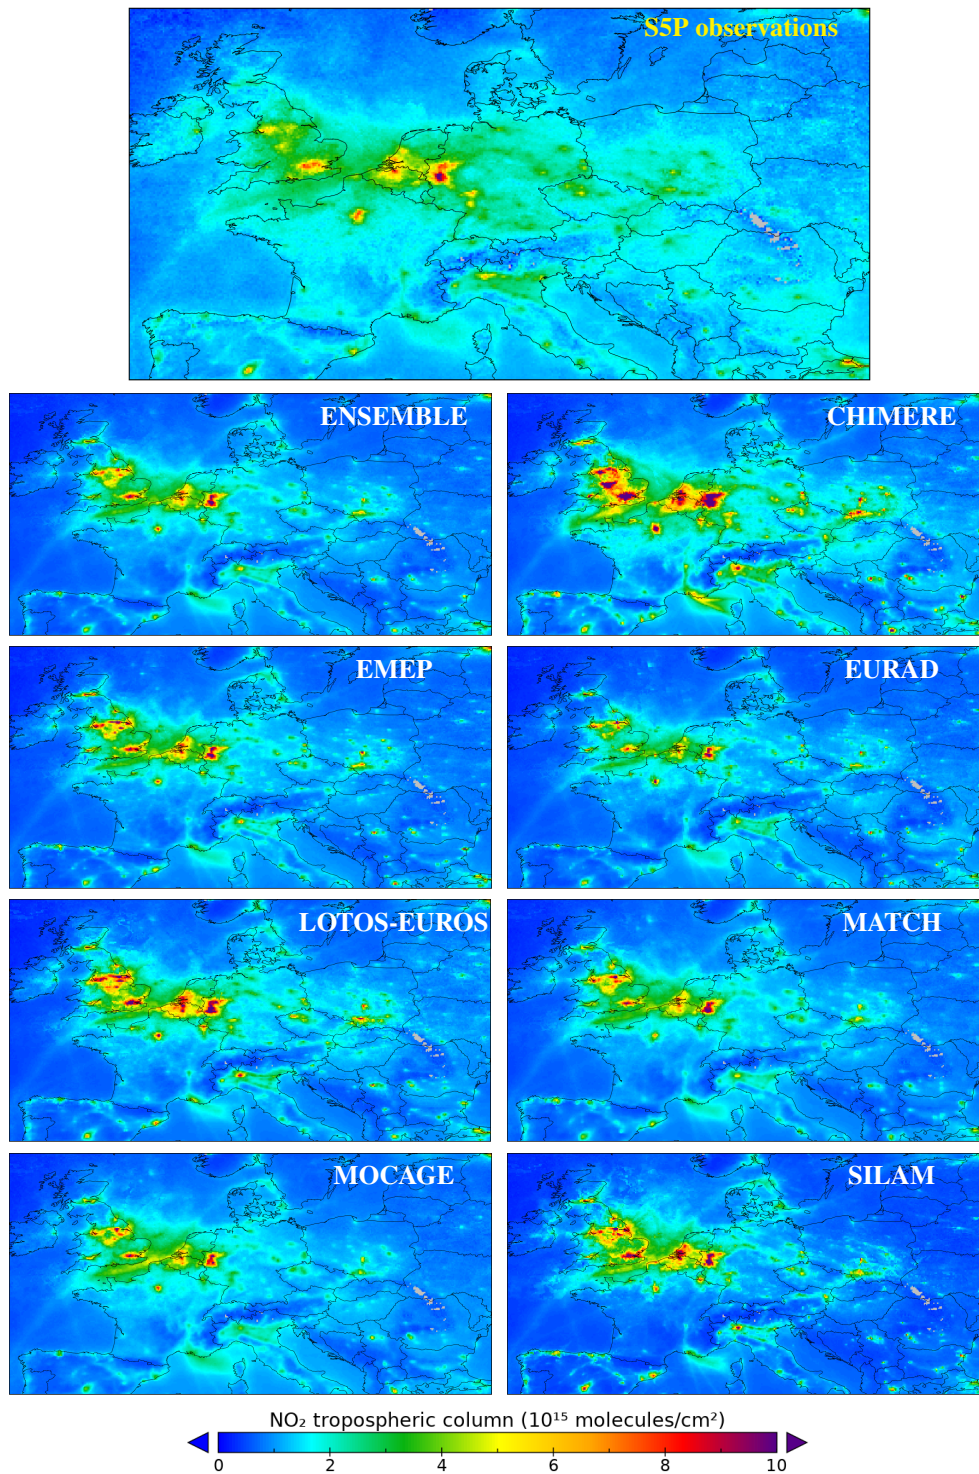 S5P observations
ENSEMBLE
CHIMERE
EMEP
EURAD
LOTOS-EUROS
MATCH
MOCAGE
SILAM
NO₂ tropospheric column (10¹⁵ molecules/cm²)
0 2 4 6 8 10